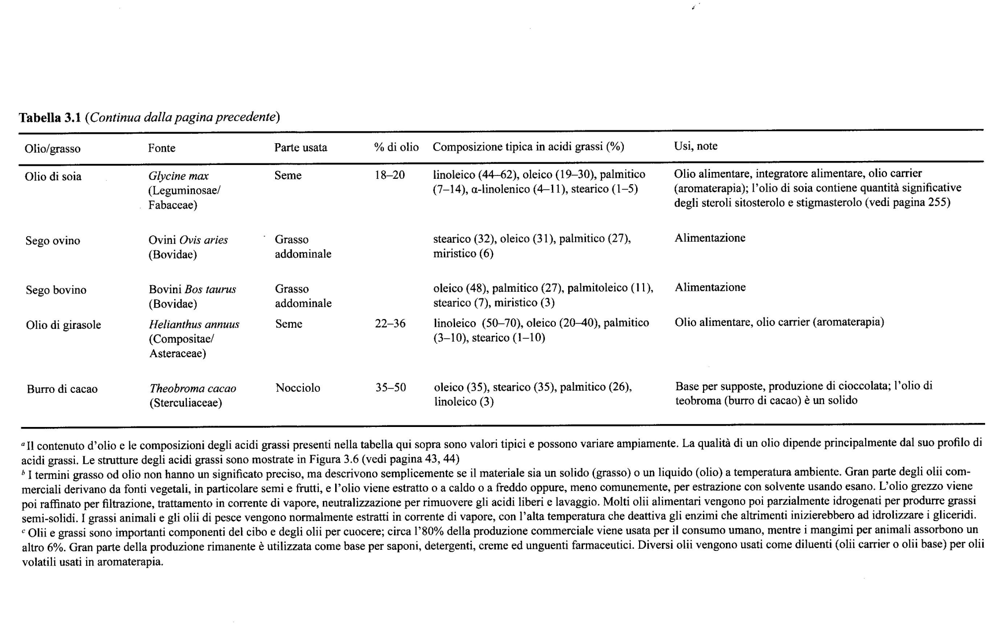 Tabella 3.1 (Continua dalla pagina precedente)
Olio/grasso Fonte Parte usata % di olio Composizione tipica in acidi grassi (%) Usi, note
Olio di soia Glycine max Seme 18–20 linoleico (44–62), oleico (19–30), palmitico Olio alimentare, integratore alimentare, olio carrier
(Leguminosae/ (7–14), α-linolenico (4–11), stearico (1–5) (aromaterapia); l'olio di soia contiene quantità significative
Fabaceae) degli steroli sitosterolo e stigmasterolo (vedi pagina 255)
Sego ovino Ovini Ovis aries Grasso stearico (32), oleico (31), palmitico (27), Alimentazione
(Bovidae) addominale miristico (6)
Sego bovino Bovini Bos taurus Grasso oleico (48), palmitico (27), palmitoleico (11), Alimentazione
(Bovidae) addominale stearico (7), miristico (3)
Olio di girasole Helianthus annuus Seme 22–36 linoleico (50–70), oleico (20–40), palmitico Olio alimentare, olio carrier (aromaterapia)
(Compositae/ (3–10), stearico (1–10)
Asteraceae)
Burro di cacao Theobroma cacao Nocciolo 35–50 oleico (35), stearico (35), palmitico (26), Base per supposte, produzione di cioccolata; l'olio di
(Sterculiaceae) linoleico (3) teobroma (burro di cacao) è un solido
a Il contenuto d'olio e le composizioni degli acidi grassi presenti nella tabella qui sopra sono valori tipici e possono variare ampiamente. La qualità di un olio dipende principalmente dal suo profilo di
acidi grassi. Le strutture degli acidi grassi sono mostrate in Figura 3.6 (vedi pagina 43, 44)
b I termini grasso od olio non hanno un significato preciso, ma descrivono semplicemente se il materiale sia un solido (grasso) o un liquido (olio) a temperatura ambiente. Gran parte degli olii com-
merciali derivano da fonti vegetali, in particolare semi e frutti, e l'olio viene estratto o a caldo o a freddo oppure, meno comunemente, per estrazione con solvente usando esano. L'olio grezzo viene
poi raffinato per filtrazione, trattamento in corrente di vapore, neutralizzazione per rimuovere gli acidi liberi e lavaggio. Molti olii alimentari vengono poi parzialmente idrogenati per produrre grassi
semi-solidi. I grassi animali e gli olii di pesce vengono normalmente estratti in corrente di vapore, con l'alta temperatura che deattiva gli enzimi che altrimenti inizierebbero ad idrolizzare i gliceridi.
c Olii e grassi sono importanti componenti del cibo e degli olii per cuocere; circa l'80% della produzione commerciale viene usata per il consumo umano, mentre i mangimi per animali assorbono un
altro 6%. Gran parte della produzione rimanente è utilizzata come base per saponi, detergenti, creme ed unguenti farmaceutici. Diversi olii vengono usati come diluenti (olii carrier o olii base) per olii
volatili usati in aromaterapia.